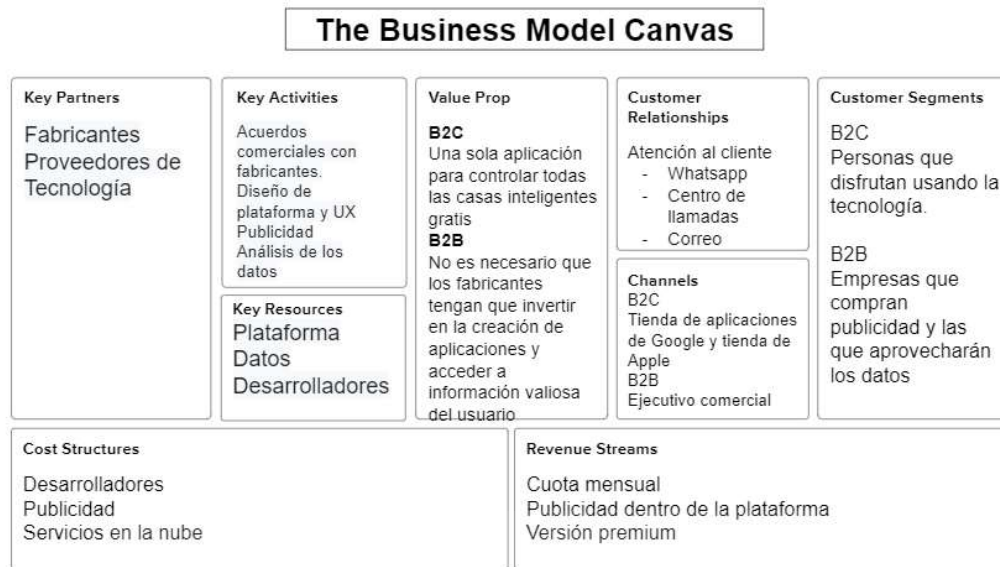 The Business Model Canvas
Key Partners
Fabricantes
Proveedores de
Tecnología
Key Activities
Acuerdos
comerciales con
fabricantes.
Diseño de
plataforma y UX
Publicidad
Análisis de los
datos
Key Resources
Plataforma
Datos
Desarrolladores
Value Prop
B2C
Una sola aplicación
para controlar todas
las casas inteligentes
gratis
B2B
No es necesario que
los fabricantes
tengan que invertir
en la creación de
aplicaciones y
acceder a
información valiosa
del usuario
Customer
Relationships
Atención al cliente
- Whatsapp
- Centro de
llamadas
- Correo
Channels
B2C
Tienda de aplicaciones
de Google y tienda de
Apple
B2B
Ejecutivo comercial
Customer Segments
B2C
Personas que
disfrutan usando la
tecnología.
B2B
Empresas que
compran
publicidad y las
que aprovecharán
los datos
Cost Structures
Desarrolladores
Publicidad
Servicios en la nube
Revenue Streams
Cuota mensual
Publicidad dentro de la plataforma
Versión premium